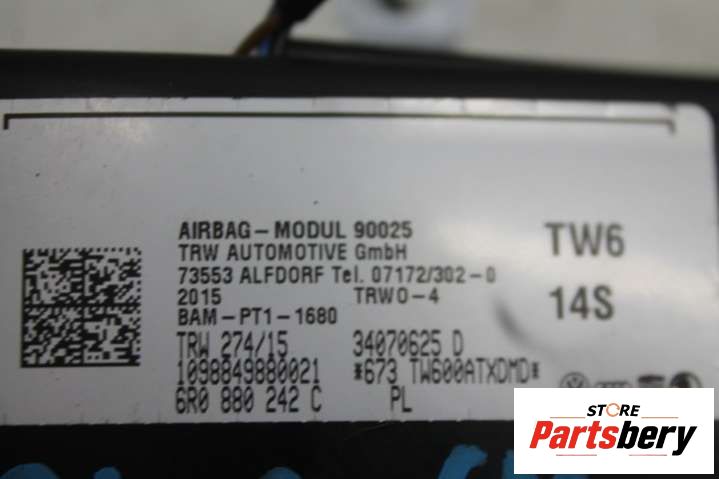 AIRBAG-MODUL 90025
TRW AUTOMOTIVE GmbH
73553 ALFDORF Tel. 07172/302-0
2015 TRWO-4
BAM-PT1-1680
TRW 274/15 34070625 D
1098849880021 *673 TW600ATXDMD*
6R0 880 242 C PL
TW6
14S
STORE
Partsbery